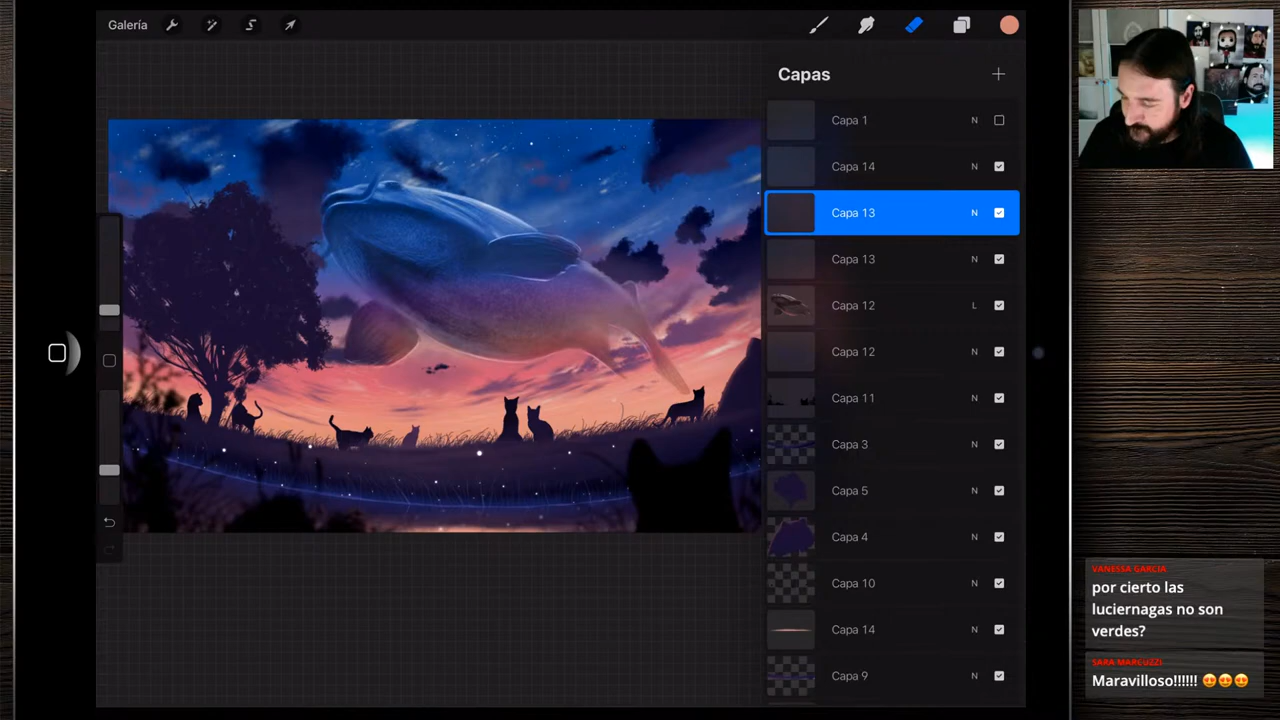 Galería
Capas
Capa 1 N
Capa 14 N
Capa 13 N
Capa 13 N
Capa 12 L
Capa 12 N
Capa 11 N
Capa 3 N
Capa 5 N
Capa 4 N
Capa 10 N
Capa 14 N
Capa 9 N
VANESSA GARCIA
por cierto las
luciernagas no son
verdes?
SARA MARCUZZI
Maravilloso!!!!!! 😍😍😍